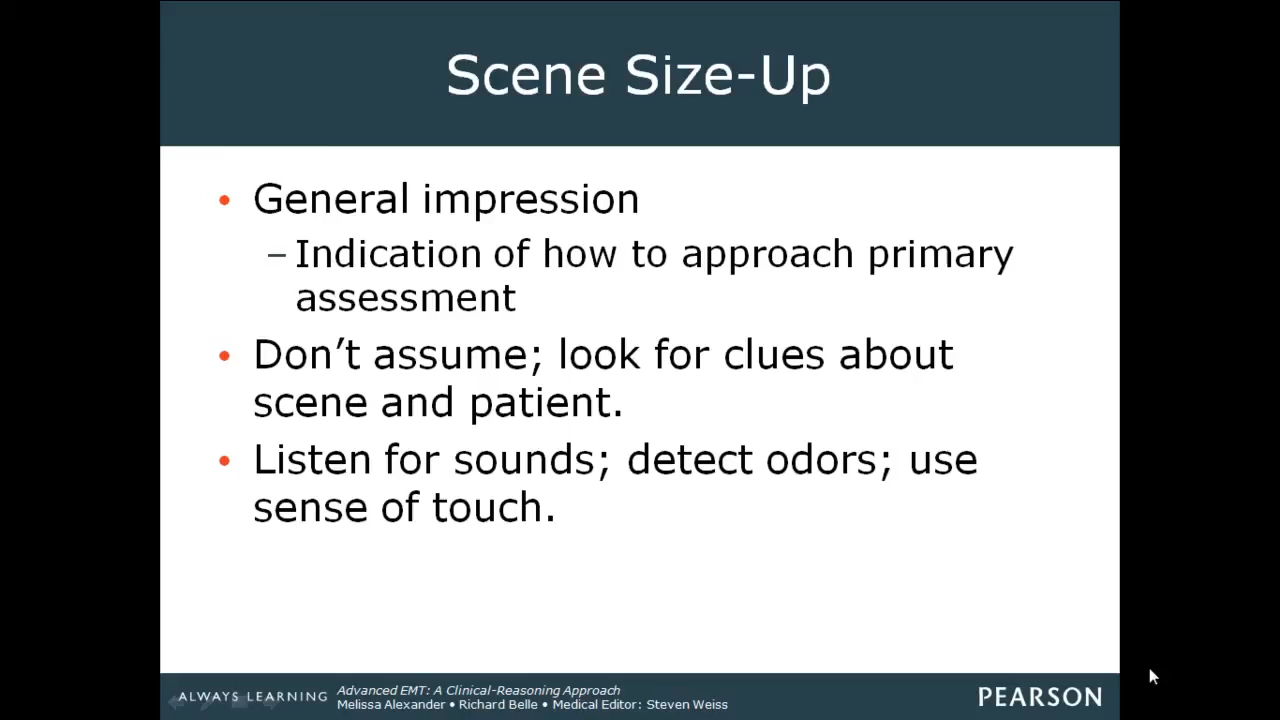 Scene Size-Up
• General impression
– Indication of how to approach primary
assessment
• Don’t assume; look for clues about
scene and patient.
• Listen for sounds; detect odors; use
sense of touch.
ALWAYS LEARNING
Advanced EMT: A Clinical-Reasoning Approach
Melissa Alexander • Richard Belle • Medical Editor: Steven Weiss
PEARSON